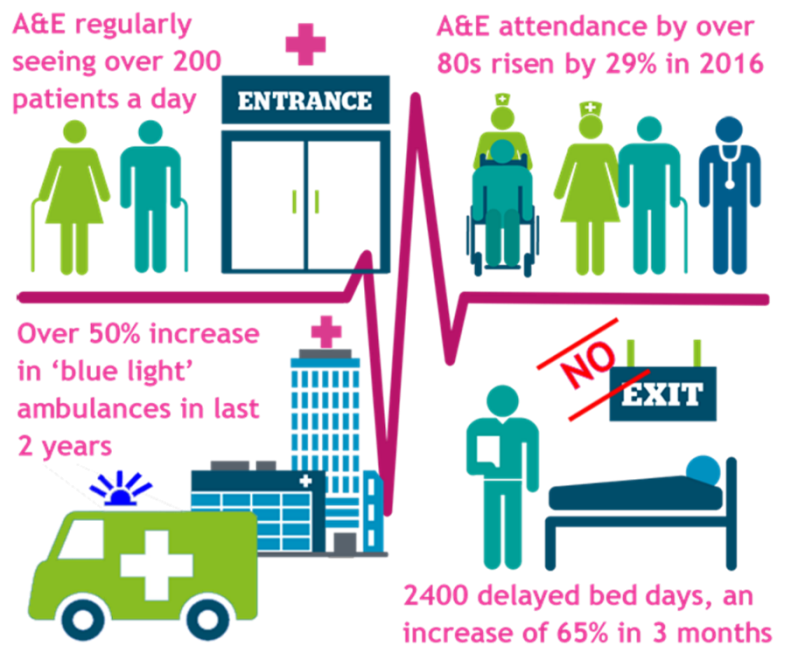 A&E regularly
seeing over 200
patients a day
ENTRANCE
A&E attendance by over
80s risen by 29% in 2016
Over 50% increase
in ‘blue light’
ambulances in last
2 years
NO
EXIT
2400 delayed bed days, an
increase of 65% in 3 months